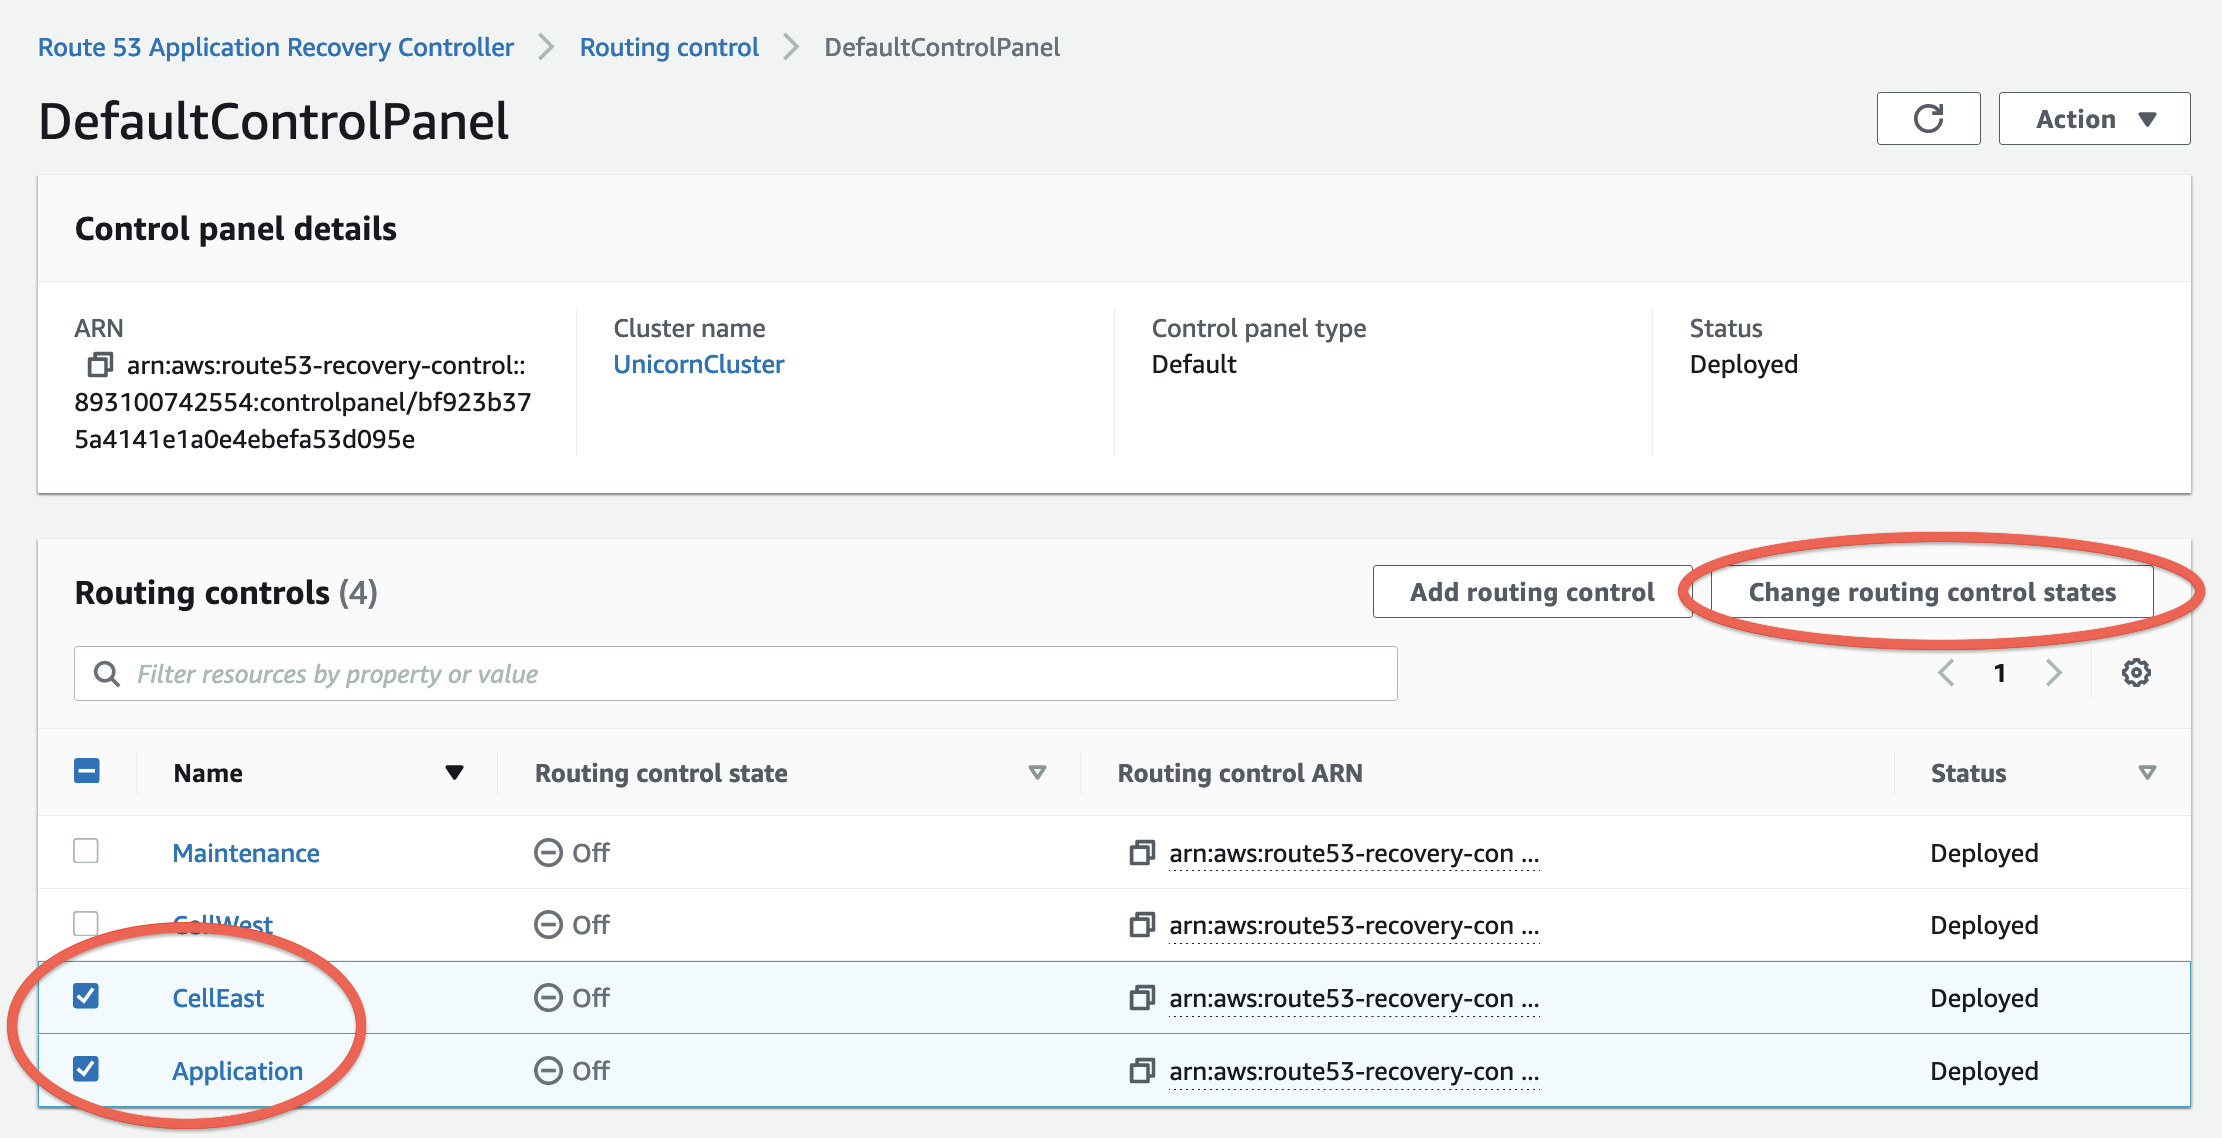 Route 53 Application Recovery Controller > Routing control > DefaultControlPanel
DefaultControlPanel
Action
Control panel details
ARN
arn:aws:route53-recovery-control::
893100742554:controlpanel/bf923b37
5a4141e1a0e4ebefa53d095e
Cluster name
UnicornCluster
Control panel type
Default
Status
Deployed
Routing controls (4)
Add routing control
Change routing control states
Filter resources by property or value
1
Name Routing control state Routing control ARN Status
Maintenance Off arn:aws:route53-recovery-con ... Deployed
CellWest Off arn:aws:route53-recovery-con ... Deployed
CellEast Off arn:aws:route53-recovery-con ... Deployed
Application Off arn:aws:route53-recovery-con ... Deployed